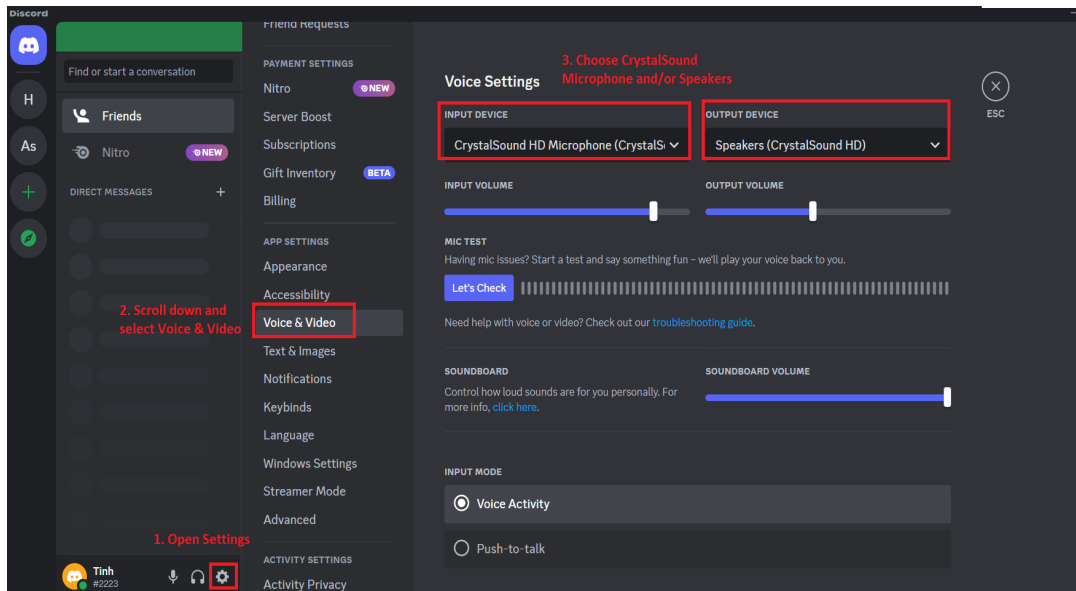 Discord
H
As
Find or start a conversation
Friends
Nitro
NEW
DIRECT MESSAGES
+
2. Scroll down and
select Voice & Video
1. Open Settings
Tinh
#2223
Friend Requests
PAYMENT SETTINGS
Nitro
NEW
Server Boost
Subscriptions
Gift Inventory
BETA
Billing
APP SETTINGS
Appearance
Accessibility
Voice & Video
Text & Images
Notifications
Keybinds
Language
Windows Settings
Streamer Mode
Advanced
ACTIVITY SETTINGS
Activity Privacy
3. Choose CrystalSound
Microphone and/or Speakers
Voice Settings
ESC
INPUT DEVICE
CrystalSound HD Microphone (CrystalS
OUTPUT DEVICE
Speakers (CrystalSound HD)
INPUT VOLUME
OUTPUT VOLUME
MIC TEST
Having mic issues? Start a test and say something fun – we'll play your voice back to you.
Let's Check
Need help with voice or video? Check out our troubleshooting guide.
SOUNDBOARD
Control how loud sounds are for you personally. For
more info, click here.
SOUNDBOARD VOLUME
INPUT MODE
Voice Activity
Push-to-talk